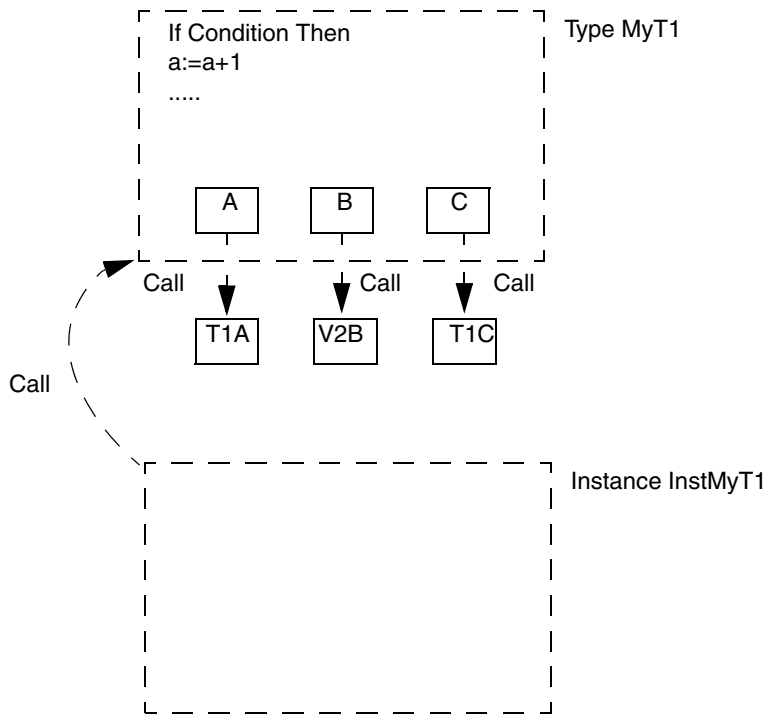 If Condition Then
a:=a+1
.....
Type MyT1
A B C
Call Call Call
T1A V2B T1C
Call
Instance InstMyT1